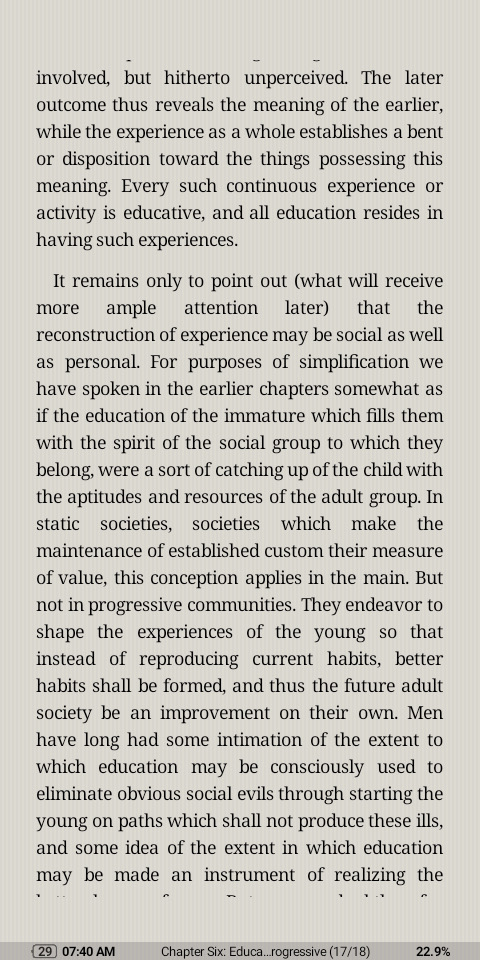 involved, but hitherto unperceived. The later
outcome thus reveals the meaning of the earlier,
while the experience as a whole establishes a bent
or disposition toward the things possessing this
meaning. Every such continuous experience or
activity is educative, and all education resides in
having such experiences.
It remains only to point out (what will receive
more ample attention later) that the
reconstruction of experience may be social as well
as personal. For purposes of simplification we
have spoken in the earlier chapters somewhat as
if the education of the immature which fills them
with the spirit of the social group to which they
belong, were a sort of catching up of the child with
the aptitudes and resources of the adult group. In
static societies, societies which make the
maintenance of established custom their measure
of value, this conception applies in the main. But
not in progressive communities. They endeavor to
shape the experiences of the young so that
instead of reproducing current habits, better
habits shall be formed, and thus the future adult
society be an improvement on their own. Men
have long had some intimation of the extent to
which education may be consciously used to
eliminate obvious social evils through starting the
young on paths which shall not produce these ills,
and some idea of the extent in which education
may be made an instrument of realizing the
29 07:40 AM Chapter Six: Educa...rogressive (17/18) 22.9%